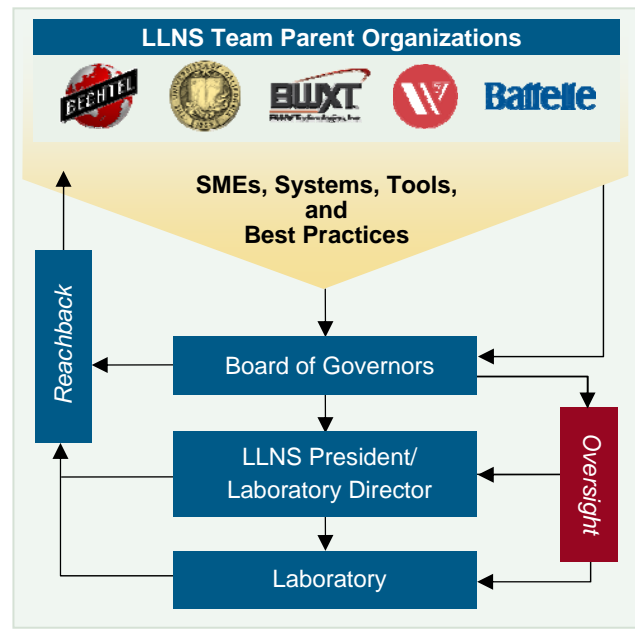 LLNS Team Parent Organizations
BECHTEL
BWXT
Battelle
SMEs, Systems, Tools,
and
Best Practices
Reachback
Board of Governors
LLNS President/
Laboratory Director
Oversight
Laboratory